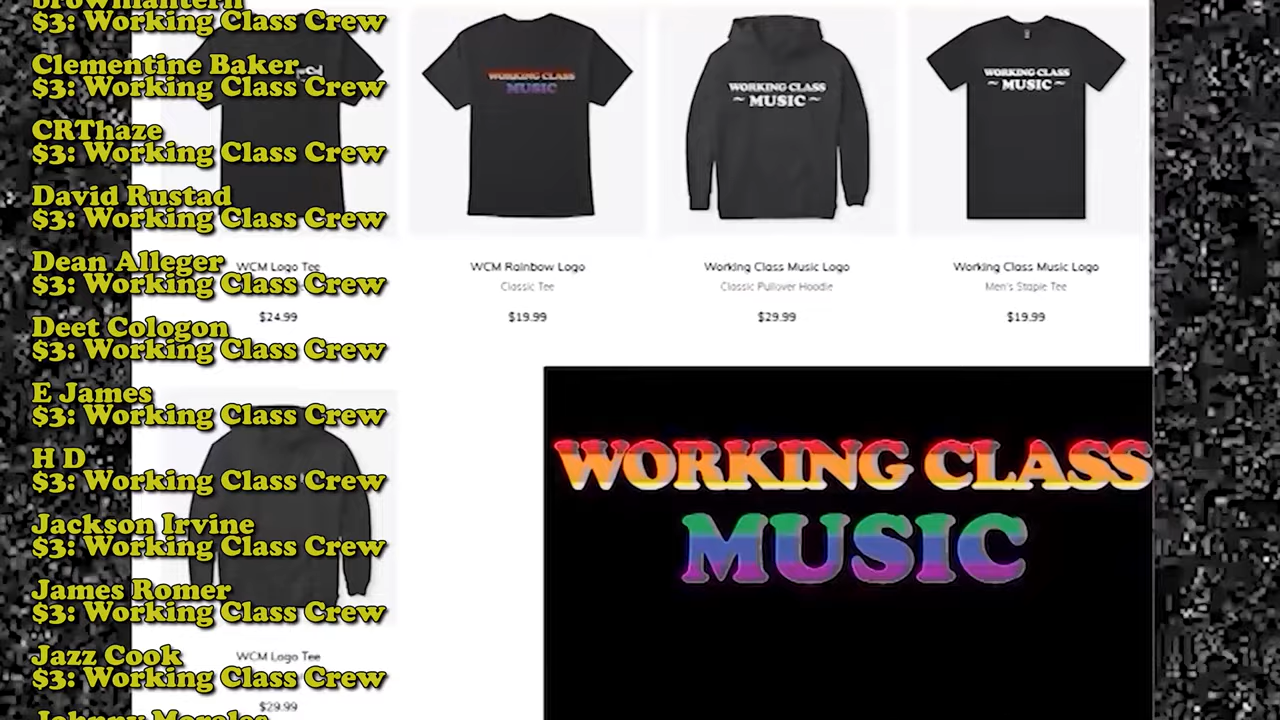 brownlantern
$3: Working Class Crew
Clementine Baker
$3: Working Class Crew
CRThaze
$3: Working Class Crew
David Rustad
$3: Working Class Crew
Dean Alleger
$3: Working Class Crew
Deet Cologon
$3: Working Class Crew
E James
$3: Working Class Crew
H D
$3: Working Class Crew
Jackson Irvine
$3: Working Class Crew
James Romer
$3: Working Class Crew
Jazz Cook
$3: Working Class Crew
Johnny Morales
WORKING CLASS
MUSIC
WORKING CLASS
~ MUSIC ~
WORKING CLASS
~ MUSIC ~
WCM Logo Tee
$24.99
WCM Rainbow Logo
Classic Tee
$19.99
Working Class Music Logo
Classic Pullover Hoodie
$29.99
Working Class Music Logo
Men's Staple Tee
$19.99
WCM Logo Tee
$29.99
WORKING CLASS
MUSIC